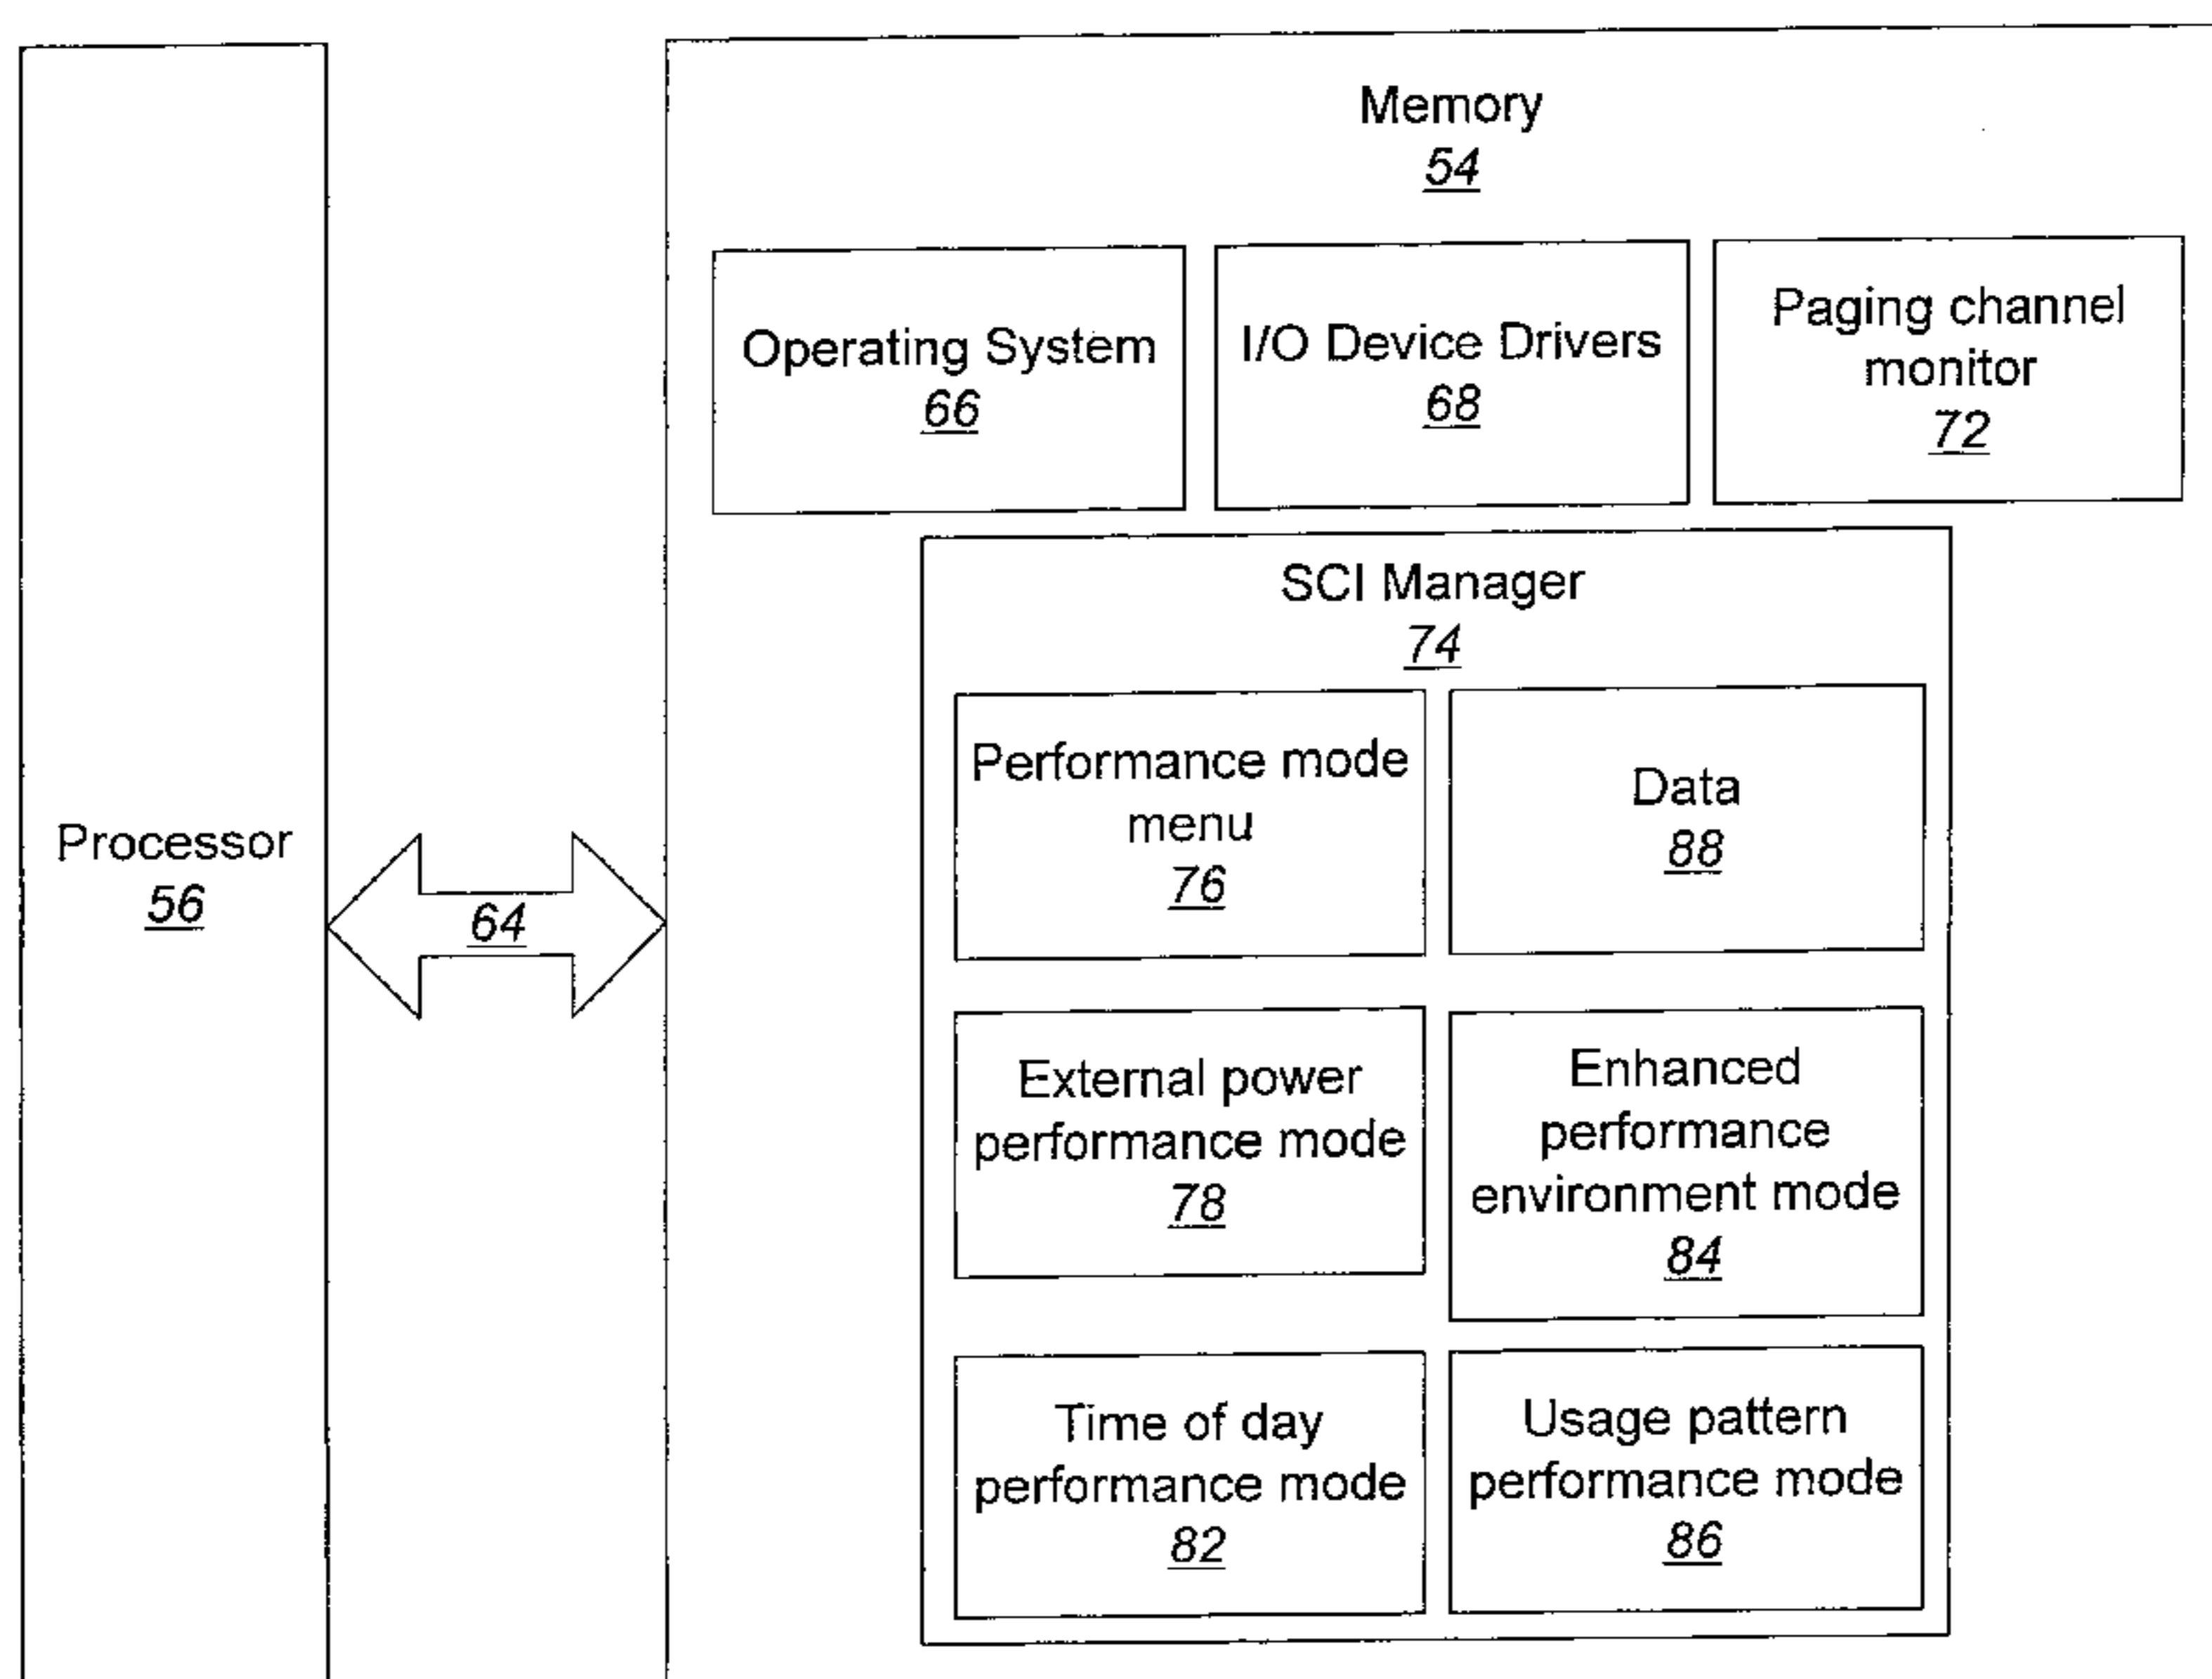 Memory
54
Operating System
66
I/O Device Drivers
68
Paging channel
monitor
72
SCI Manager
74
Performance mode
menu
76
Data
88
Processor
56
64
External power
performance mode
78
Enhanced
performance
environment mode
84
Time of day
performance mode
82
Usage pattern
performance mode
86